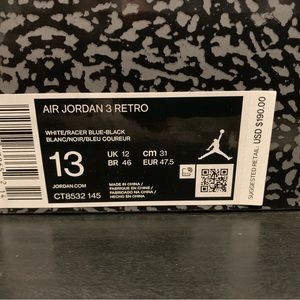 AIR JORDAN 3 RETRO
WHITE/RACER BLUE-BLACK
BLANC/NOIR/BLEU COUREUR
13
UK 12 cm 31
BR 46 EUR 47.5
JORDAN.COM
CT8532 145
MADE IN CHINA
FABRIQUÉ EN CHINE
FABRICADO EN CHINA
HECHO EN CHINA
SUGGESTED RETAIL USD $190.00